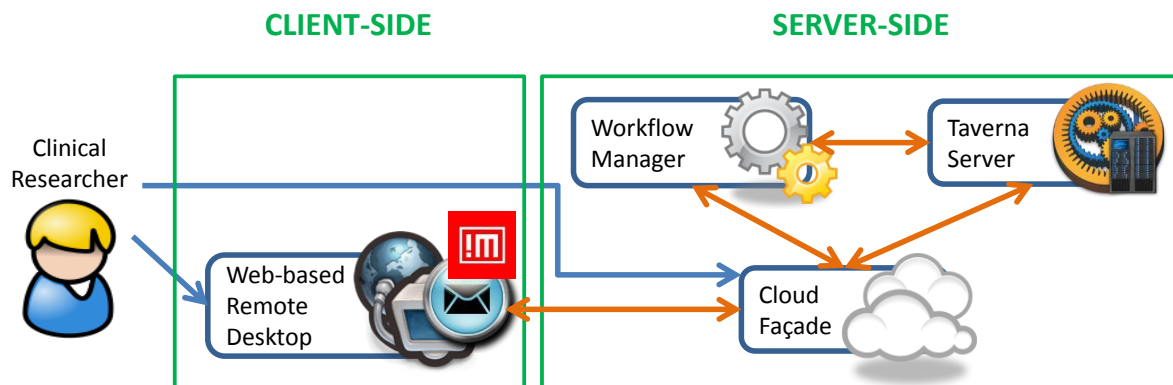 CLIENT-SIDE
SERVER-SIDE
Clinical
Researcher
Workflow
Manager
Taverna
Server
Web-based
Remote
Desktop
Cloud
Façade